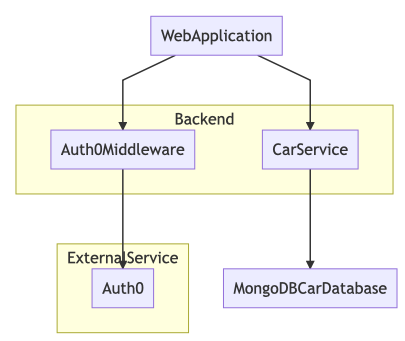 WebApplication
Backend
Auth0Middleware
CarService
ExternalService
Auth0
MongoDBCarDatabase